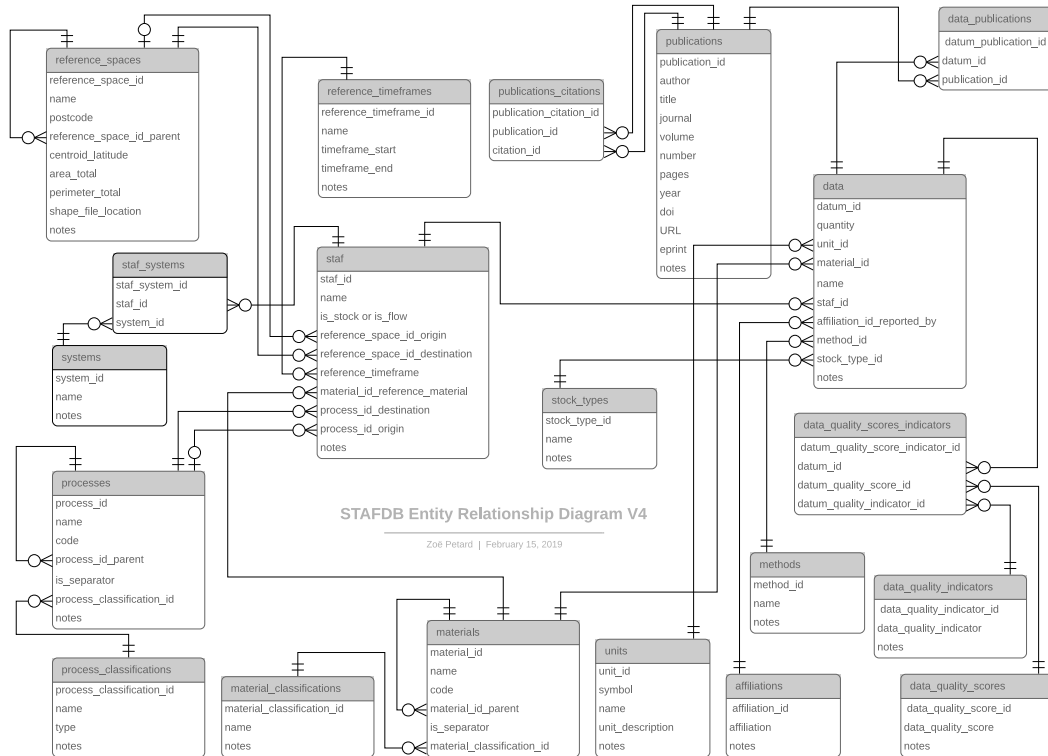 reference_spaces
reference_space_id
name
postcode
reference_space_id_parent
centroid_latitude
area_total
perimeter_total
shape_file_location
notes
reference_timeframes
reference_timeframe_id
name
timeframe_start
timeframe_end
notes
publications_citations
publication_citation_id
publication_id
citation_id
publications
publication_id
author
title
journal
volume
number
pages
year
doi
URL
eprint
notes
data_publications
datum_publication_id
datum_id
publication_id
data
datum_id
quantity
unit_id
material_id
name
staf_id
affiliation_id_reported_by
method_id
stock_type_id
notes
staf_systems
staf_system_id
staf_id
system_id
systems
system_id
name
notes
staf
staf_id
name
is_stock or is_flow
reference_space_id_origin
reference_space_id_destination
reference_timeframe
material_id_reference_material
process_id_destination
process_id_origin
notes
stock_types
stock_type_id
name
notes
data_quality_scores_indicators
datum_quality_score_indicator_id
datum_id
datum_quality_score_id
datum_quality_indicator_id
processes
process_id
name
code
process_id_parent
is_separator
process_classification_id
notes
STAFDB Entity Relationship Diagram V4
Zoë Petard | February 15, 2019
methods
method_id
name
notes
data_quality_indicators
data_quality_indicator_id
data_quality_indicator
notes
process_classifications
process_classification_id
name
type
notes
material_classifications
material_classification_id
name
notes
materials
material_id
name
code
material_id_parent
is_separator
material_classification_id
units
unit_id
symbol
name
unit_description
notes
affiliations
affiliation_id
affiliation
notes
data_quality_scores
data_quality_score_id
data_quality_score
notes